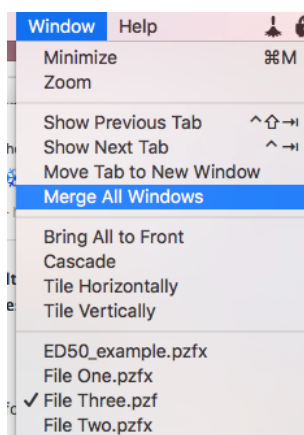 Window Help
Minimize ⌘M
Zoom
Show Previous Tab ^⇧⇥
Show Next Tab ^⇥
Move Tab to New Window
Merge All Windows
Bring All to Front
Cascade
Tile Horizontally
Tile Vertically
ED50_example.pzfx
File One.pzfx
✓ File Three.pzf
File Two.pzfx